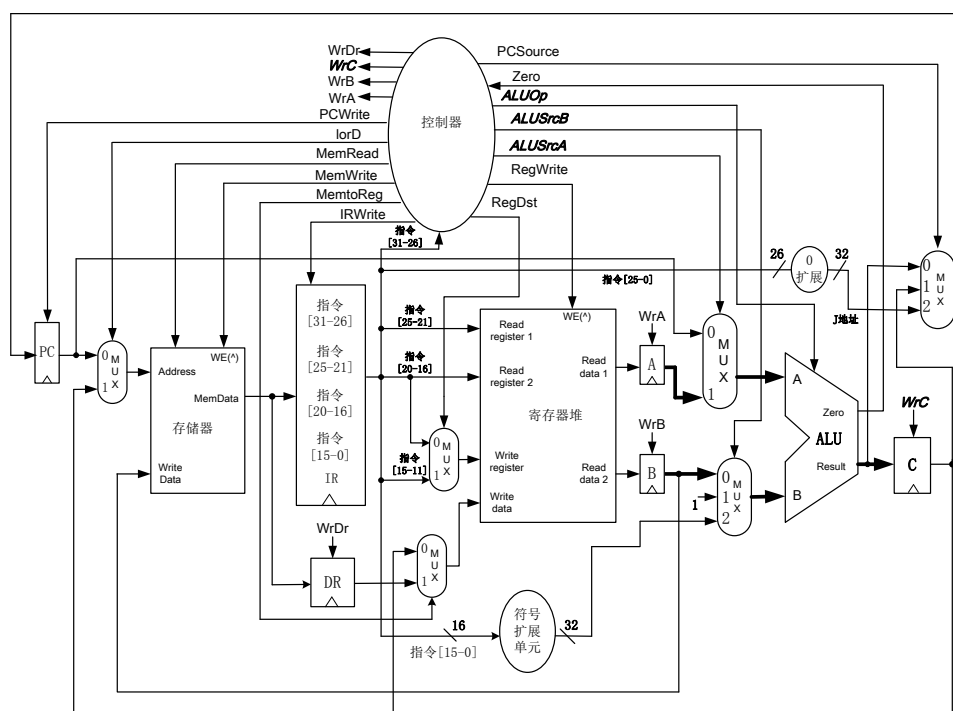 WrDr
WrC
WrB
WrA
PCWrite
IorD
MemRead
MemWrite
MemtoReg
IRWrite
控制器
PCSource
Zero
ALUOp
ALUSrcB
ALUSrcA
RegWrite
RegDst
指令
[31-26]
26
0
扩展
32
指令[25-0]
J地址
0
1
2
M
U
X
PC
0
1
M
U
X
WE(^)
Address
MemData
存储器
Write
Data
指令
[31-26]
指令
[25-21]
指令
[20-16]
指令
[15-0]
IR
指令
[25-21]
指令
[20-16]
指令
[15-11]
0
1
M
U
X
WE(^)
Read
register 1
Read
register 2
Write
register
Write
data
Read
data 1
Read
data 2
寄存器堆
WrA
A
WrB
B
0
1
M
U
X
0
1
2
M
U
X
1
A
B
Zero
ALU
Result
WrC
C
WrDr
DR
0
1
M
U
X
16
指令[15-0]
符号
扩展
单元
32